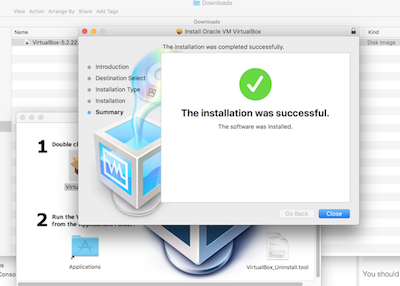 Downloads
View Action Arrange By Share Add Tags
Downloads
Name
Kind
VirtualBox-5.2.22
Disk Image
Install Oracle VM VirtualBox
The installation was completed successfully.
Introduction
Destination Select
Installation Type
Installation
Summary
The installation was successful.
The software was installed.
Go Back
Close
1 Double
2 Run the
from the Applications Folder:
Applications
VirtualBox_Uninstall.tool
You should